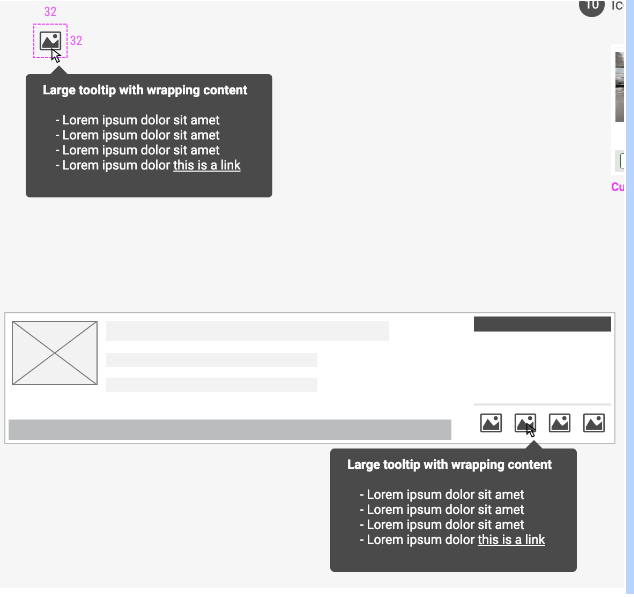 32
10
IC
32
Large tooltip with wrapping content
- Lorem ipsum dolor sit amet
- Lorem ipsum dolor sit amet
- Lorem ipsum dolor sit amet
- Lorem ipsum dolor this is a link
Cu
Large tooltip with wrapping content
- Lorem ipsum dolor sit amet
- Lorem ipsum dolor sit amet
- Lorem ipsum dolor sit amet
- Lorem ipsum dolor this is a link